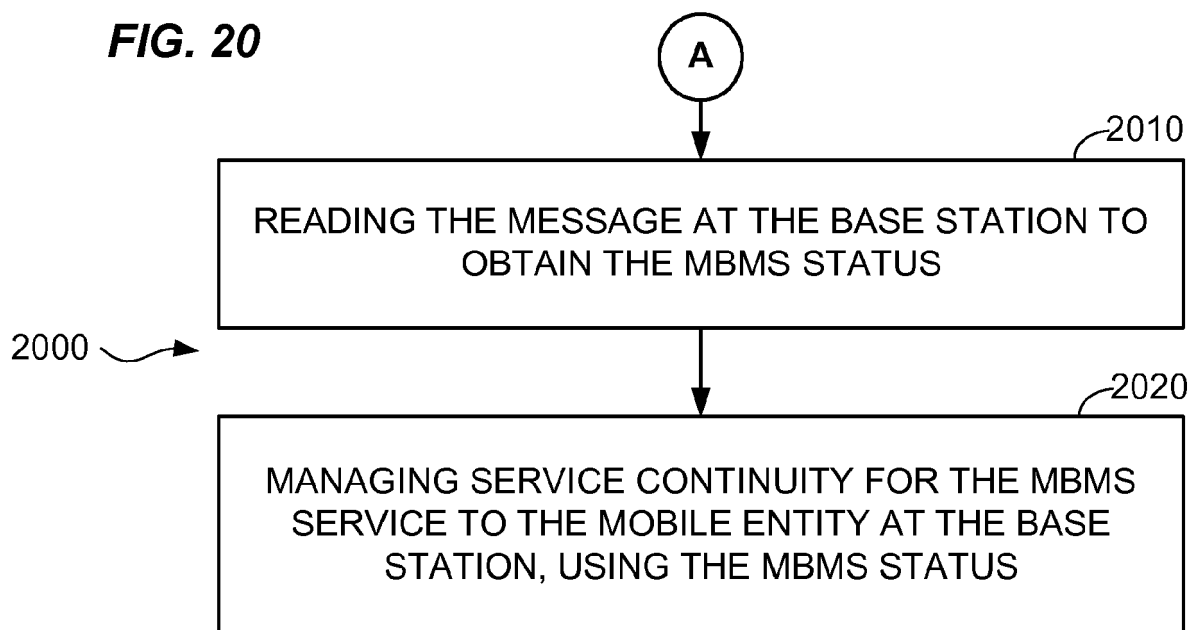 FIG. 20
A
2010
READING THE MESSAGE AT THE BASE STATION TO
OBTAIN THE MBMS STATUS
2000
2020
MANAGING SERVICE CONTINUITY FOR THE MBMS
SERVICE TO THE MOBILE ENTITY AT THE BASE
STATION, USING THE MBMS STATUS